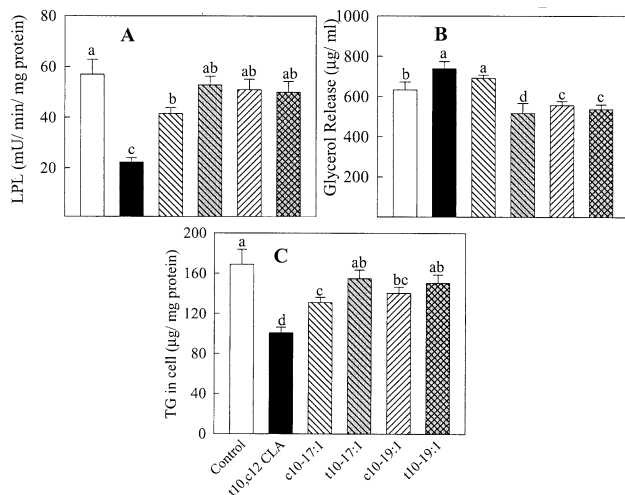 A
LPL (mU/ min/ mg protein)
80
60
40
20
a
c
b
ab
ab
ab
B
Glycerol Release (µg/ ml)
1000
800
600
400
200
b
a
a
d
c
c
C
TG in cell (µg/ mg protein)
200
160
120
80
40
0
a
d
c
ab
bc
ab
Control
t10,c12 CLA
c10-17:1
t10-17:1
c10-19:1
t10-19:1